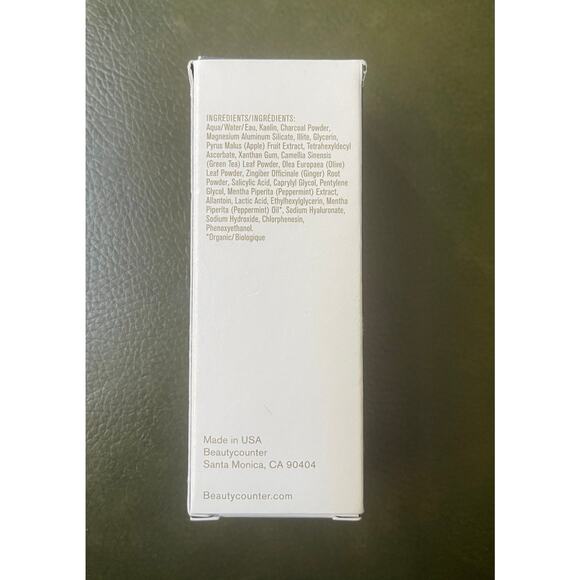 INGREDIENTS/INGRÉDIENTS:
Aqua/Water/Eau, Kaolin, Charcoal Powder,
Magnesium Aluminum Silicate, Illite, Glycerin,
Pyrus Malus (Apple) Fruit Extract, Tetrahexyldecyl
Ascorbate, Xanthan Gum, Camellia Sinensis
(Green Tea) Leaf Powder, Olea Europaea (Olive)
Leaf Powder, Zingiber Officinale (Ginger) Root
Powder, Salicylic Acid, Caprylyl Glycol, Pentylene
Glycol, Mentha Piperita (Peppermint) Extract,
Allantoin, Lactic Acid, Ethylhexylglycerin, Mentha
Piperita (Peppermint) Oil*, Sodium Hyaluronate,
Sodium Hydroxide, Chlorphenesin,
Phenoxyethanol.
*Organic/Biologique
Made in USA
Beautycounter
Santa Monica, CA 90404
Beautycounter.com